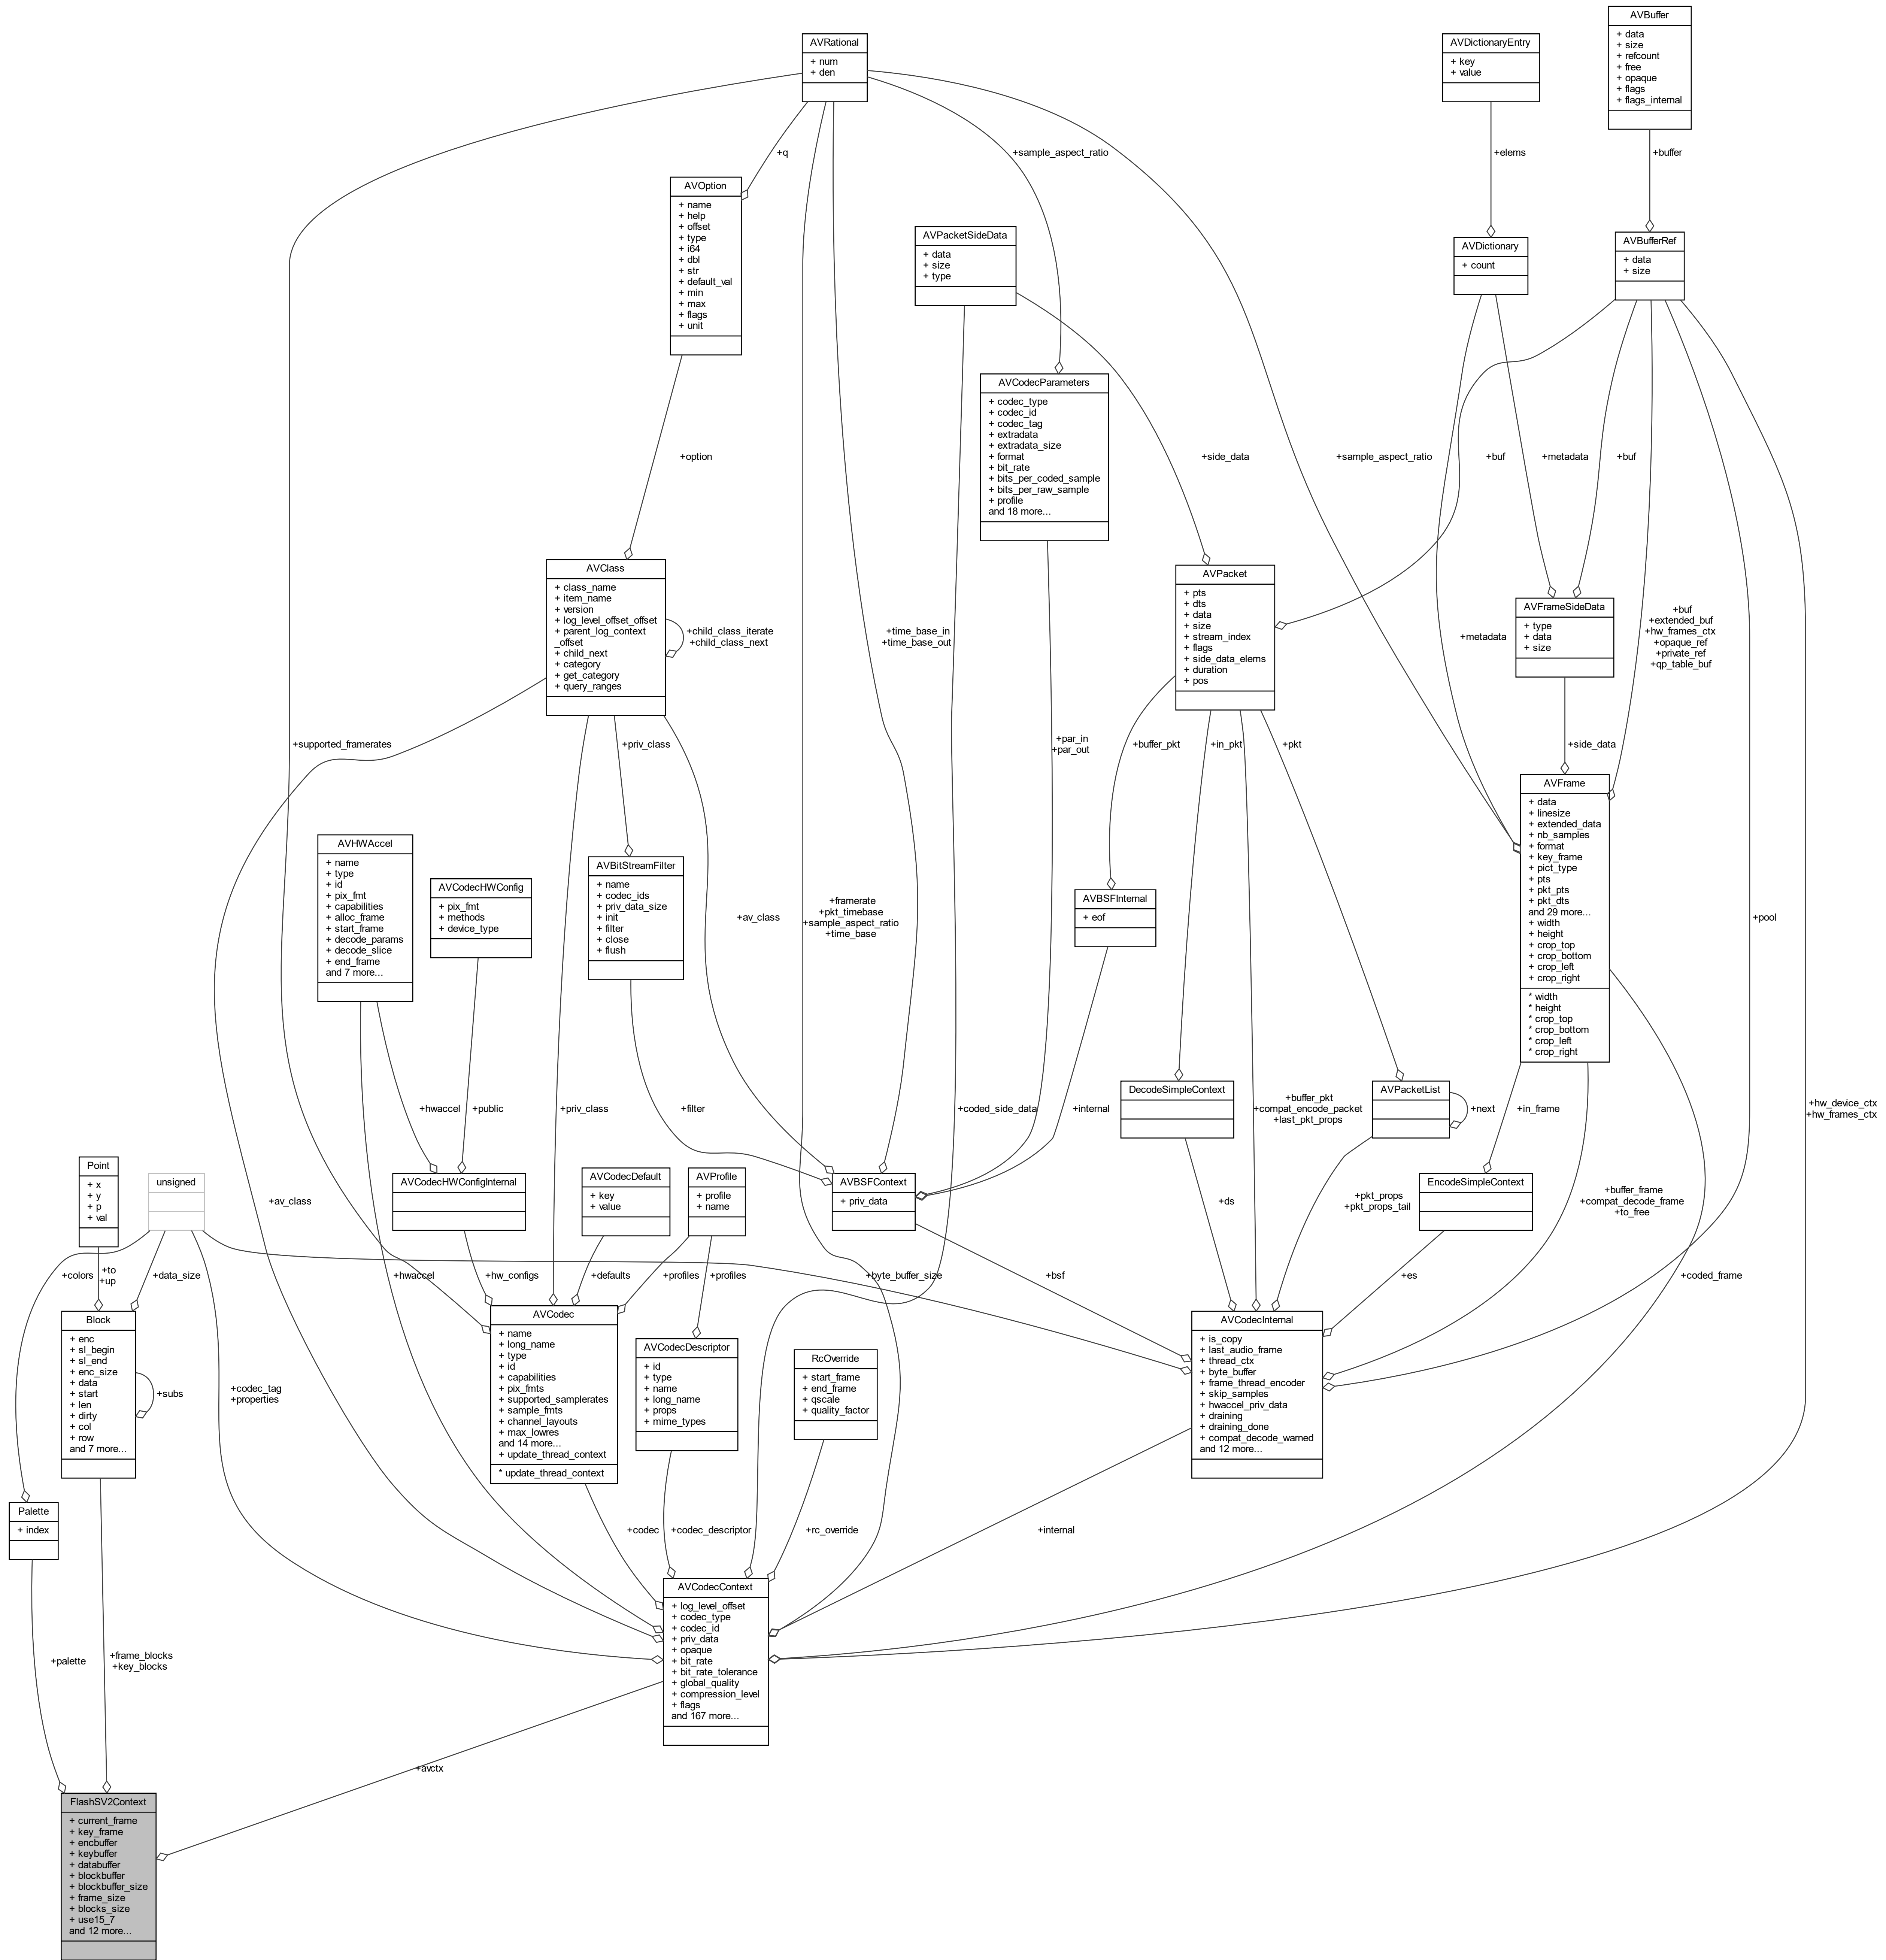 AVBuffer
+ data
+ size
+ refcount
+ free
+ opaque
+ flags
+ flags_internal
AVRational
+ num
+ den
AVDictionaryEntry
+ key
+ value
+q
+sample_aspect_ratio
+elems
+buffer
AVOption
+ name
+ help
+ offset
+ type
+ i64
+ dbl
+ str
+ default_val
+ min
+ max
+ flags
+ unit
AVPacketSideData
+ data
+ size
+ type
AVDictionary
+ count
AVBufferRef
+ data
+ size
AVCodecParameters
+ codec_type
+ codec_id
+ codec_tag
+ extradata
+ extradata_size
+ format
+ bit_rate
+ bits_per_coded_sample
+ bits_per_raw_sample
+ profile
and 18 more...
+option
+side_data
+sample_aspect_ratio
+buf
+metadata
+buf
AVClass
+ class_name
+ item_name
+ version
+ log_level_offset_offset
+ parent_log_context
_offset
+ child_next
+ category
+ get_category
+ query_ranges
+child_class_iterate
+child_class_next
+time_base_in
+time_base_out
AVPacket
+ pts
+ dts
+ data
+ size
+ stream_index
+ flags
+ side_data_elems
+ duration
+ pos
+metadata
AVFrameSideData
+ type
+ data
+ size
+buf
+extended_buf
+hw_frames_ctx
+opaque_ref
+private_ref
+qp_table_buf
+supported_framerates
+priv_class
+par_in
+par_out
+buffer_pkt
+in_pkt
+pkt
+side_data
AVHWAccel
+ name
+ type
+ id
+ pix_fmt
+ capabilities
+ alloc_frame
+ start_frame
+ decode_params
+ decode_slice
+ end_frame
and 7 more...
AVCodecHWConfig
+ pix_fmt
+ methods
+ device_type
AVBitStreamFilter
+ name
+ codec_ids
+ priv_data_size
+ init
+ filter
+ close
+ flush
+av_class
+framerate
+pkt_timebase
+sample_aspect_ratio
+time_base
AVBSFInternal
+ eof
AVFrame
+ data
+ linesize
+ extended_data
+ nb_samples
+ format
+ key_frame
+ pict_type
+ pts
+ pkt_pts
+ pkt_dts
and 29 more...
+ width
+ height
+ crop_top
+ crop_bottom
+ crop_left
+ crop_right
* width
* height
* crop_top
* crop_bottom
* crop_left
* crop_right
+pool
+hwaccel
+public
+priv_class
+filter
+coded_side_data
+internal
DecodeSimpleContext
+buffer_pkt
+compat_encode_packet
+last_pkt_props
AVPacketList
+next
+in_frame
+hw_device_ctx
+hw_frames_ctx
Point
+ x
+ y
+ p
+ val
unsigned
+av_class
AVCodecHWConfigInternal
AVCodecDefault
+ key
+ value
AVProfile
+ profile
+ name
AVBSFContext
+ priv_data
+ds
+pkt_props
+pkt_props_tail
EncodeSimpleContext
+buffer_frame
+compat_decode_frame
+to_free
+colors
+to
+up
+data_size
+hwaccel
+hw_configs
+defaults
+profiles
+profiles
+byte_buffer_size
+bsf
+es
+coded_frame
Block
+ enc
+ sl_begin
+ sl_end
+ enc_size
+ data
+ start
+ len
+ dirty
+ col
+ row
and 7 more...
+subs
+codec_tag
+properties
AVCodec
+ name
+ long_name
+ type
+ id
+ capabilities
+ pix_fmts
+ supported_samplerates
+ sample_fmts
+ channel_layouts
+ max_lowres
and 14 more...
+ update_thread_context
* update_thread_context
AVCodecDescriptor
+ id
+ type
+ name
+ long_name
+ props
+ mime_types
RcOverride
+ start_frame
+ end_frame
+ qscale
+ quality_factor
AVCodecInternal
+ is_copy
+ last_audio_frame
+ thread_ctx
+ byte_buffer
+ frame_thread_encoder
+ skip_samples
+ hwaccel_priv_data
+ draining
+ draining_done
+ compat_decode_warned
and 12 more...
Palette
+ index
+codec
+codec_descriptor
+rc_override
+internal
+palette
+frame_blocks
+key_blocks
AVCodecContext
+ log_level_offset
+ codec_type
+ codec_id
+ priv_data
+ opaque
+ bit_rate
+ bit_rate_tolerance
+ global_quality
+ compression_level
+ flags
and 167 more...
+avctx
FlashSV2Context
+ current_frame
+ key_frame
+ encbuffer
+ keybuffer
+ databuffer
+ blockbuffer
+ blockbuffer_size
+ frame_size
+ blocks_size
+ use15_7
and 12 more...